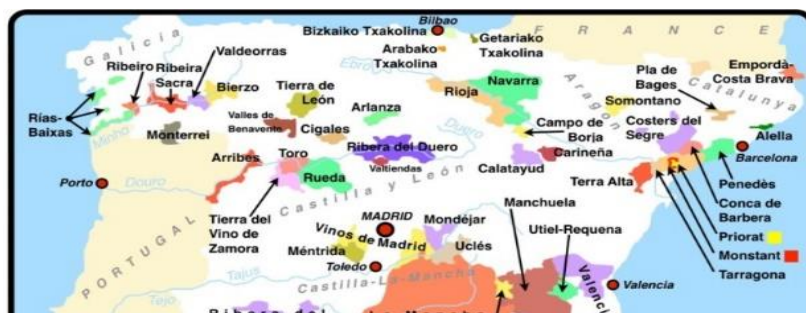 Galicia
Bizkaiko Txakolina
Bilbao
FRANCE
Getariako
Txakolina
Arabako
Txakolina
Valdeorras
Ribeiro
Ribeira
Sacra
Bierzo
Tierra de
León
Ebro
Navarra
Rioja
Aragon
Pla de
Bages
Empordà-
Costa Brava
Catalunya
Somontano
Rías-
Baixas
Minho
Monterrei
Valles de
Benavente
Cigales
Arlanza
Campo de
Borja
Costers del
Segre
Alella
Barcelona
Arribes
Toro
Ribera del Duero
Duero
Calatayud
Cariñena
Porto
Douro
Rueda
Valtiendas
Castilla y León
Terra Alta
Penedès
Conca de
Barbera
Tierra del
Vino de
Zamora
MADRID
Mondéjar
Manchuela
Utiel-Requena
Priorat
Monstant
Tarragona
PORTUGAL
Vinos de Madrid
Méntrida
Uclés
Toledo
Tajus
Castilla-La-Mancha
Tejo
Valencia
Valencia